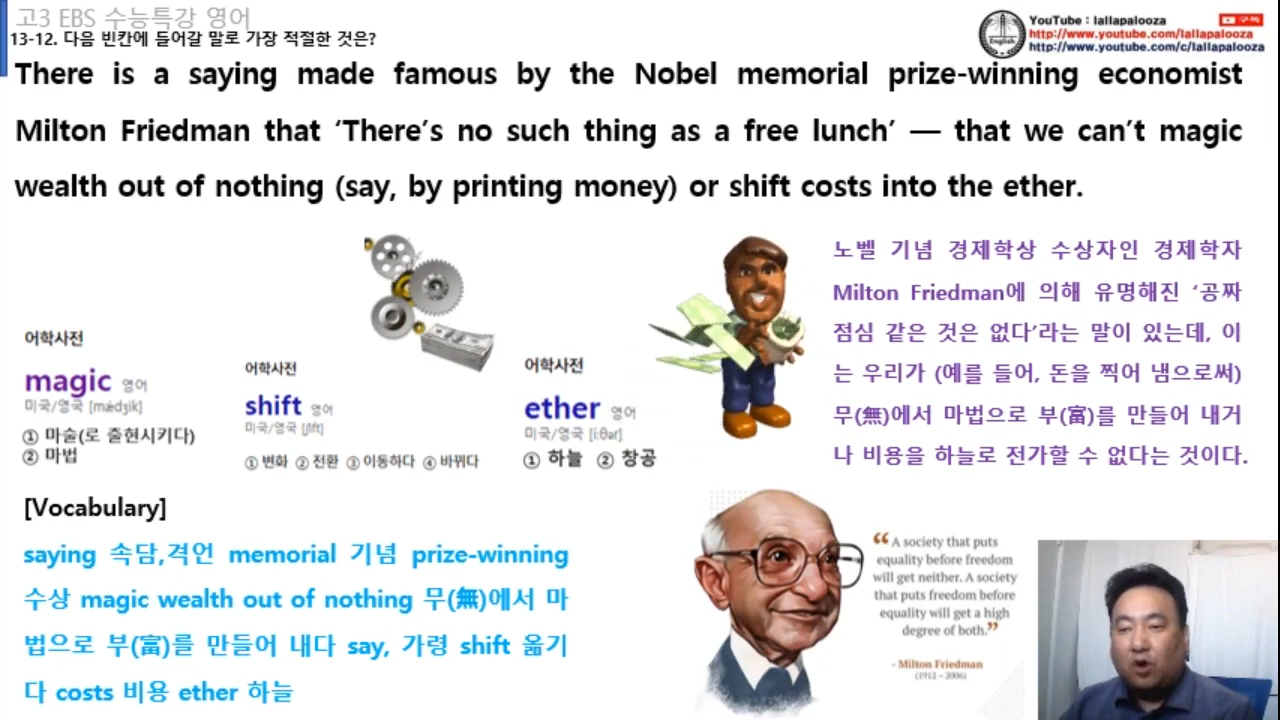 고3 EBS 수능특강 영어
13-12. 다음 빈칸에 들어갈 말로 가장 적절한 것은?
YouTube : lallapalooza
구독
http://www.youtube.com/lallapalooza
http://www.youtube.com/c/lallapalooza
English
There is a saying made famous by the Nobel memorial prize-winning economist
Milton Friedman that ‘There’s no such thing as a free lunch’ — that we can’t magic
wealth out of nothing (say, by printing money) or shift costs into the ether.
노벨 기념 경제학상 수상자인 경제학자
Milton Friedman에 의해 유명해진 ‘공짜
점심 같은 것은 없다’라는 말이 있는데, 이
는 우리가 (예를 들어, 돈을 찍어 냄으로써)
무(無)에서 마법으로 부(富)를 만들어 내거
나 비용을 하늘로 전가할 수 없다는 것이다.
어학사전
magic 영어
미국/영국 [mǽdʒik]
① 마술(로 출현시키다)
② 마법
어학사전
shift 영어
미국/영국 [ʃift]
① 변화 ② 전환 ③ 이동하다 ④ 바뀌다
어학사전
ether 영어
미국/영국 [íːθər]
① 하늘 ② 창공
[Vocabulary]
saying 속담,격언 memorial 기념 prize-winning
수상 magic wealth out of nothing 무(無)에서 마
법으로 부(富)를 만들어 내다 say, 가령 shift 옮기
다 costs 비용 ether 하늘
“A society that puts
equality before freedom
will get neither. A society
that puts freedom before
equality will get a high
degree of both.”
- Milton Friedman
(1912 – 2006)